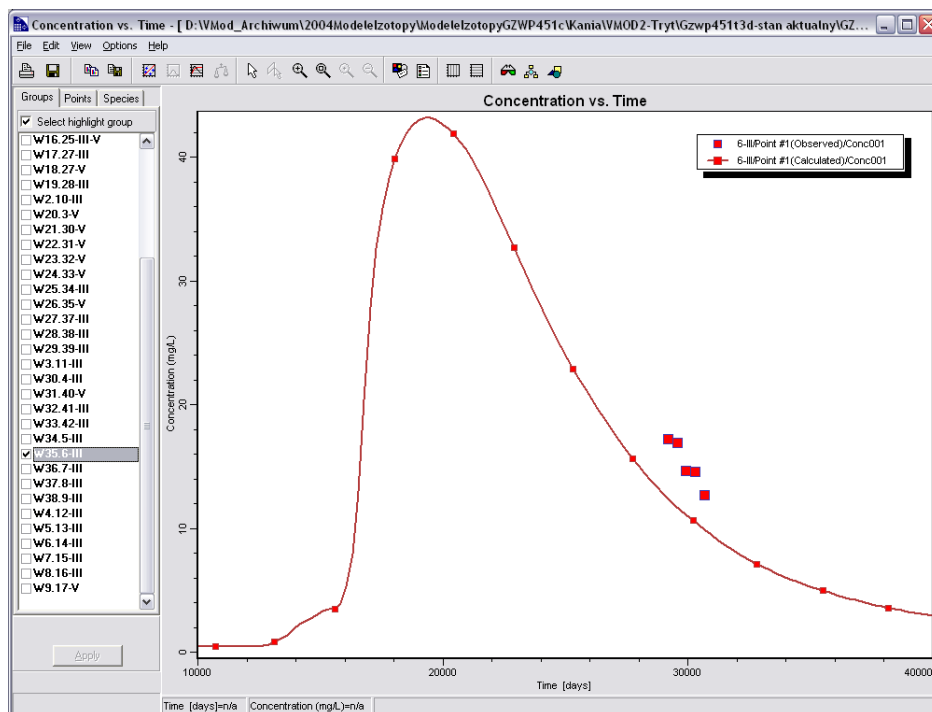 Concentration vs. Time - [ D:\VMod_Archiwum\2004ModeleIzotopy\ModeleIzotopyGZWP451c\Kania\VMOD2-Tryt\Gzwp451t3d-stan aktualny\GZ...
File Edit View Options Help
Groups Points Species
Select highlight group
W16.25-III-V
W17.27-III
W18.27-V
W19.28-III
W2.10-III
W20.3-V
W21.30-V
W22.31-V
W23.32-V
W24.33-V
W25.34-III
W26.35-V
W27.37-III
W28.38-III
W29.39-III
W3.11-III
W30.4-III
W31.40-V
W32.41-III
W33.42-III
W34.5-III
W35.6-III
W36.7-III
W37.8-III
W38.9-III
W4.12-III
W5.13-III
W6.14-III
W7.15-III
W8.16-III
W9.17-V
Apply
Concentration vs. Time
6-III/Point #1(Observed)/Conc001
6-III/Point #1(Calculated)/Conc001
Concentration (mg/L)
40
30
20
10
0
10000 20000 30000 40000
Time [days]
Time [days]=n/a Concentration (mg/L)=n/a